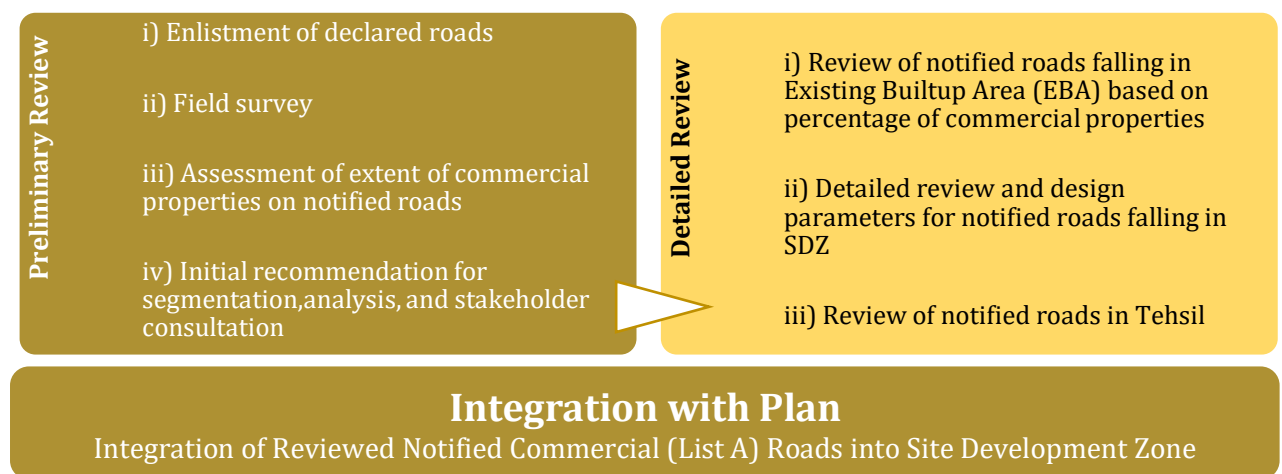 Preliminary Review
i) Enlistment of declared roads
ii) Field survey
iii) Assessment of extent of commercial
properties on notified roads
iv) Initial recommendation for
segmentation,analysis, and stakeholder
consultation
Detailed Review
i) Review of notified roads falling in
Existing Builtup Area (EBA) based on
percentage of commercial properties
ii) Detailed review and design
parameters for notified roads falling in
SDZ
iii) Review of notified roads in Tehsil
Integration with Plan
Integration of Reviewed Notified Commercial (List A) Roads into Site Development Zone